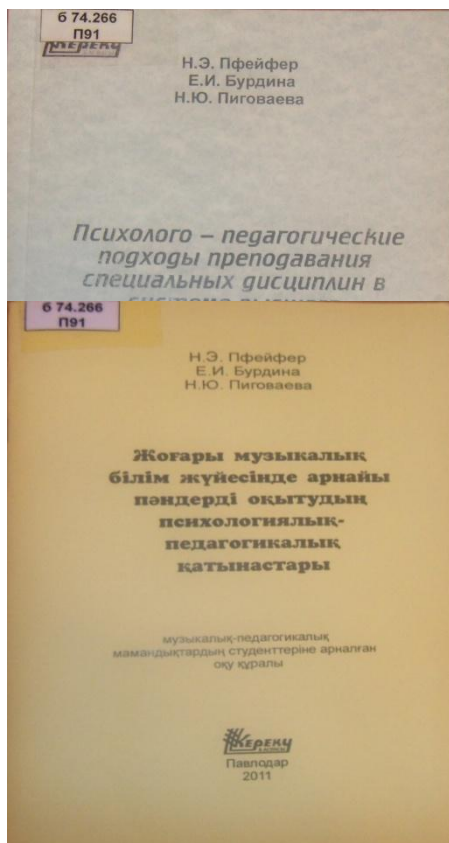 б 74.266
П91
КЕРЕКУ
Н.Э. Пфейфер
Е.И. Бурдина
Н.Ю. Пиговаева
Психолого – педагогические
подходы преподавания
специальных дисциплин в
б 74.266
П91
Н.Э. Пфейфер
Е.И. Бурдина
Н.Ю. Пиговаева
Жоғары музыкалық
білім жүйесінде арнайы
пәндерді оқытудың
психологиялық-
педагогикалық
қатынастары
музыкалық-педагогикалық
мамандықтардың студенттеріне арналған
оқу құралы
КЕРЕКУ
Павлодар
2011